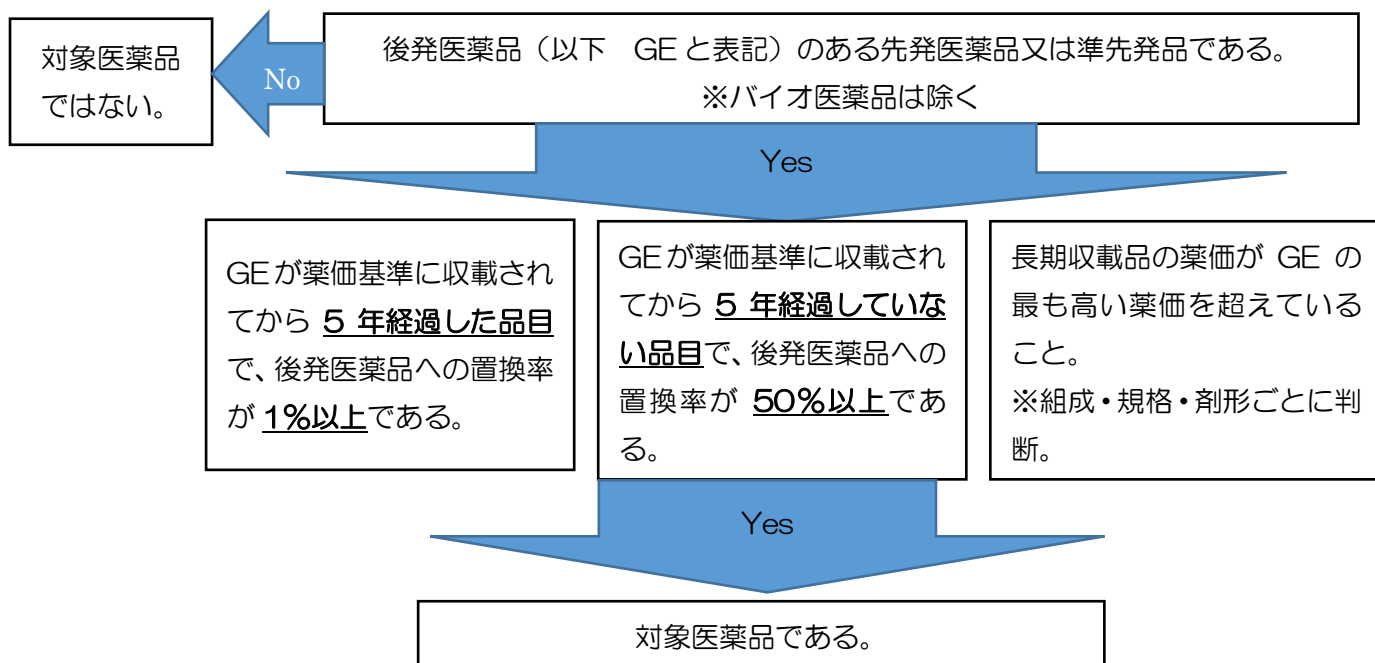 対象医薬品
ではない。
No
後発医薬品（以下　GEと表記）のある先発医薬品又は準先発品である。
※バイオ医薬品は除く
Yes
GEが薬価基準に収載され
てから 5 年経過した品目
で、後発医薬品への置換率
が 1%以上である。
GEが薬価基準に収載され
てから 5 年経過していな
い品目で、後発医薬品への
置換率が 50%以上であ
る。
長期収載品の薬価が GE の
最も高い薬価を超えている
こと。
※組成・規格・剤形ごとに判
断。
Yes
対象医薬品である。